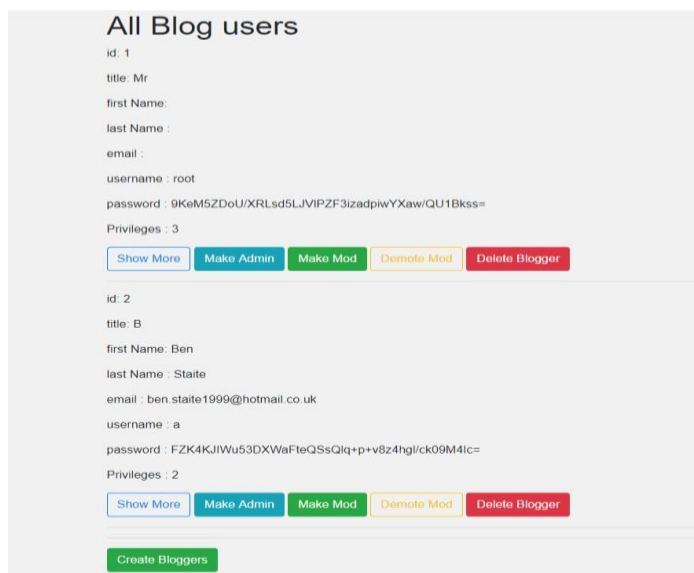 All Blog users
id: 1
title: Mr
first Name:
last Name :
email :
username : root
password : 9KeM5ZDoU/XRLsd5LJVIPZF3izadpiwYXaw/QU1Bkss=
Privileges : 3
Show More Make Admin Make Mod Demote Mod Delete Blogger
id: 2
title: B
first Name: Ben
last Name : Staite
email : ben.staite1999@hotmail.co.uk
username : a
password : FZK4KJIWu53DXWaFteQSsQlq+p+v8z4hgI/ck09M4Ic=
Privileges : 2
Show More Make Admin Make Mod Demote Mod Delete Blogger
Create Bloggers